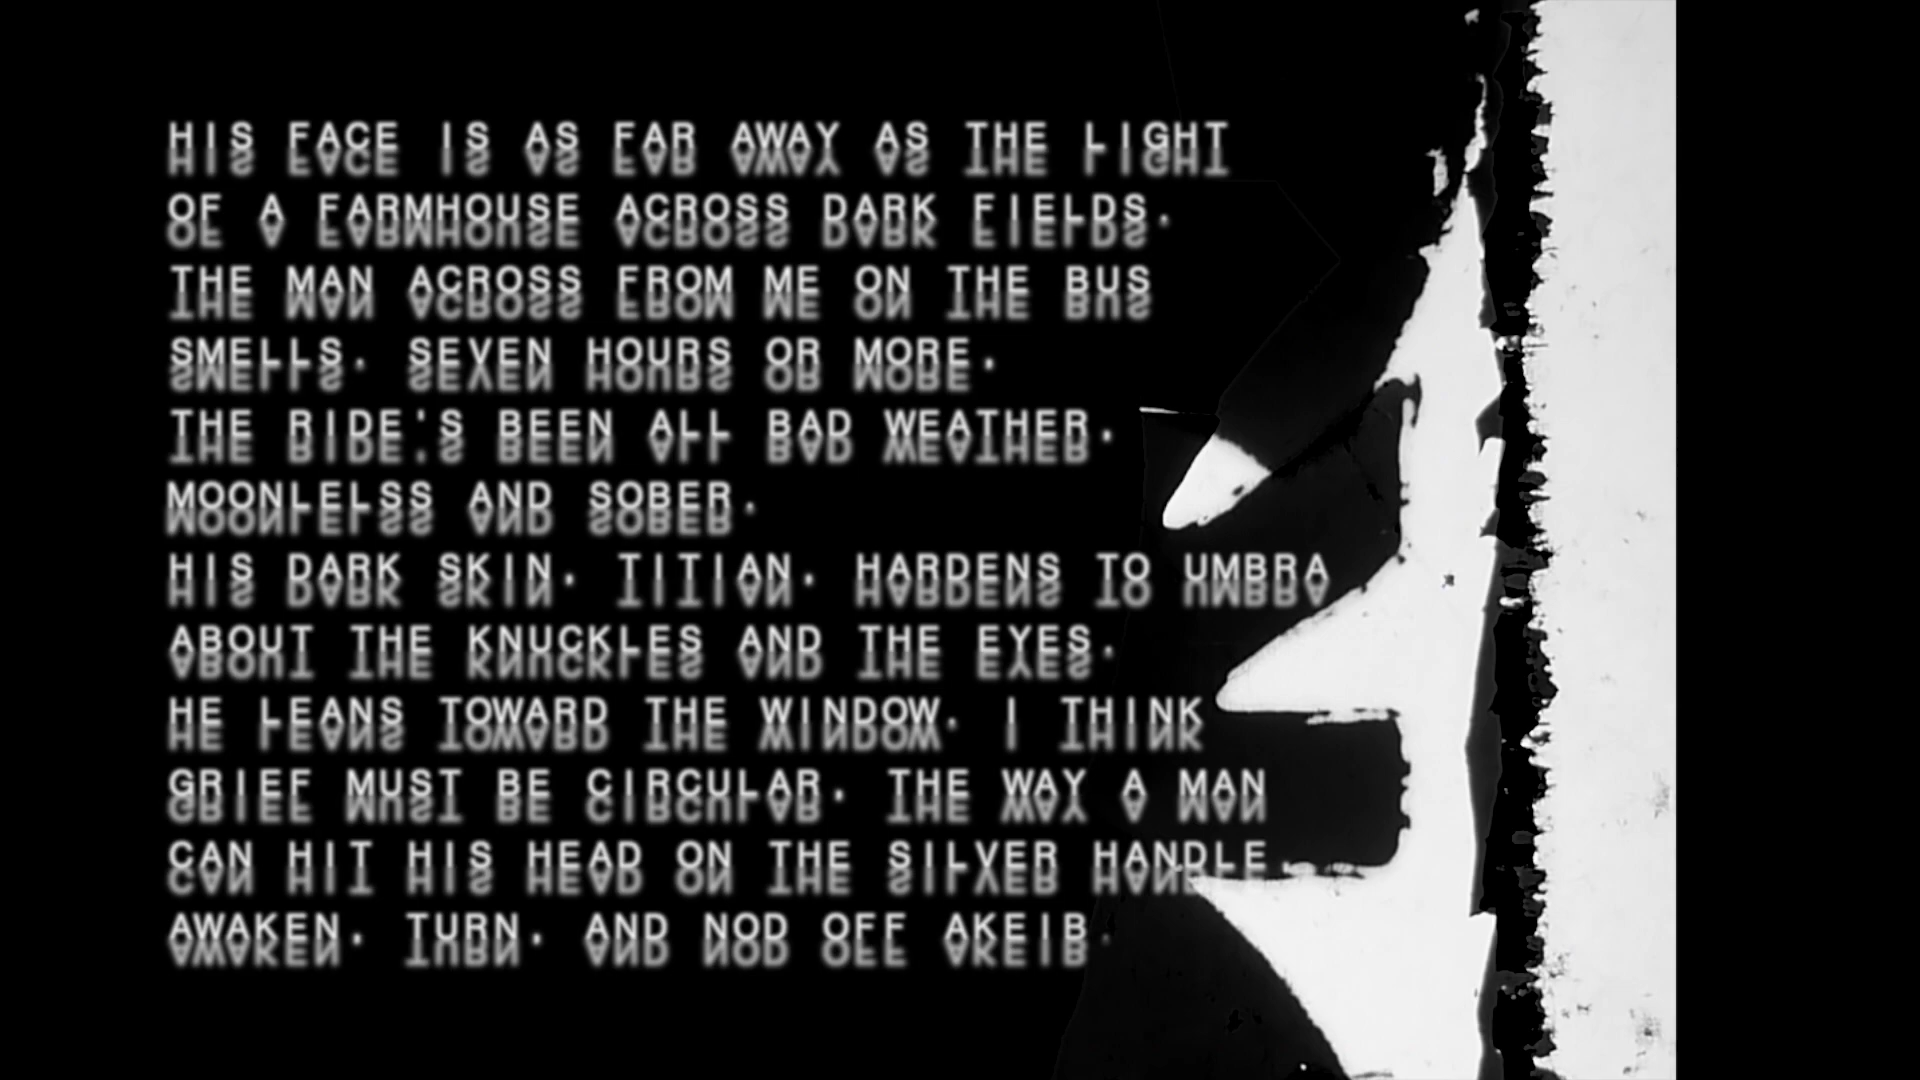 HIS FACE IS AS FAR AWAY AS THE LIGHT
OF A FARMHOUSE ACROSS DARK FIELDS.
THE MAN ACROSS FROM ME ON THE BUS
SMELLS. SEVEN HOURS OR MORE.
THE RIDE'S BEEN ALL BAD WEATHER.
MOONLELSS AND SOBER.
HIS DARK SKIN. TITIAN. HARDENS TO UMBRA
ABOUT THE KNUCKLES AND THE EYES.
HE LEANS TOWARD THE WINDOW. I THINK
GRIEF MUST BE CIRCULAR. THE WAY A MAN
CAN HIT HIS HEAD ON THE SILVER HANDLE
AWAKEN. TURN. AND NOD OFF AKEIB.